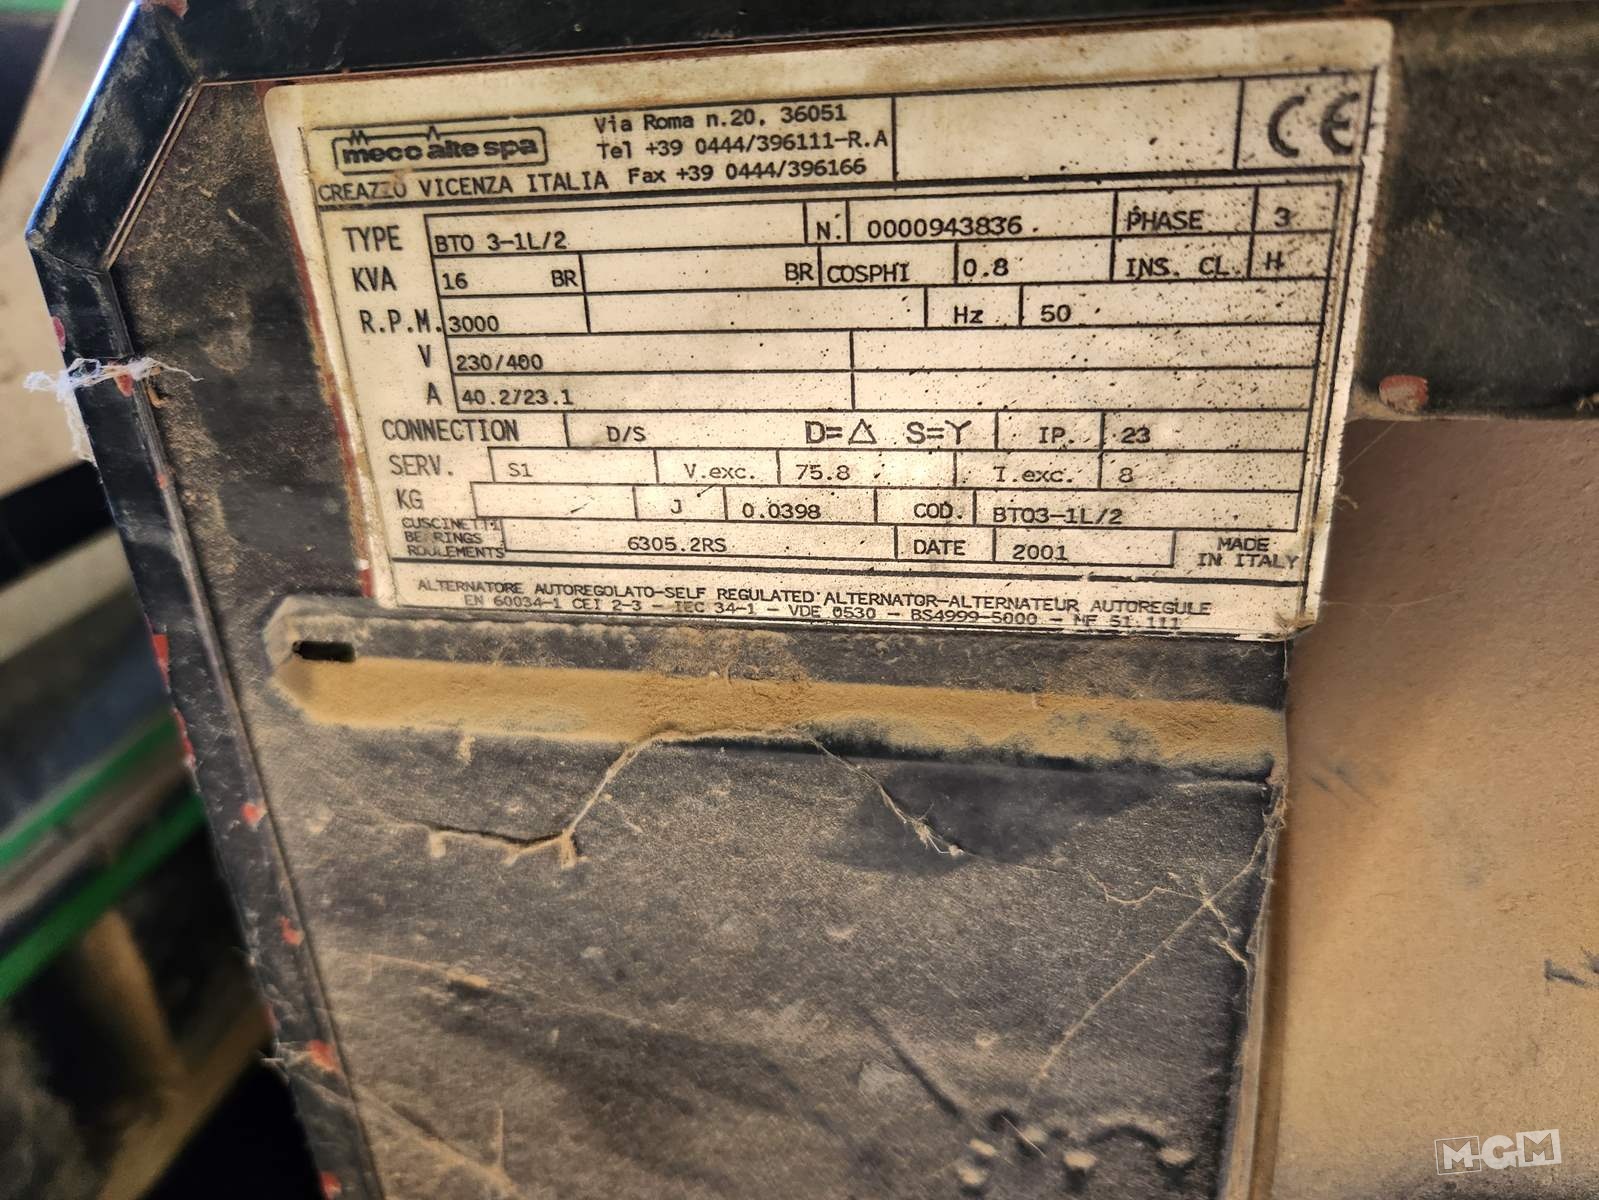 mecc alte spa
Via Roma n.20. 36051
Tel +39 0444/396111-R.A
CREAZZO VICENZA ITALIA Fax +39 0444/396166
CE
TYPE BTO 3-1L/2 N. 0000943836 PHASE 3
KVA 16 BR BR COSPHI 0.8 INS. CL. H
R.P.M. 3000 Hz 50
V 230/400
A 40.2/23.1
CONNECTION D/S D=△ S=Y IP. 23
SERV. S1 V.exc. 75.8 I.exc. 8
KG J 0.0398 COD. BTO3-1L/2
CUSCINETTI
BEARINGS 6305.2RS DATE 2001 MADE
ROULEMENTS IN ITALY
ALTERNATORE AUTOREGOLATO-SELF REGULATED ALTERNATOR-ALTERNATEUR AUTOREGULE
EN 60034-1 CEI 2-3 - IEC 34-1 - VDE 0530 - BS4999-5000 - NF 51.111
MGM